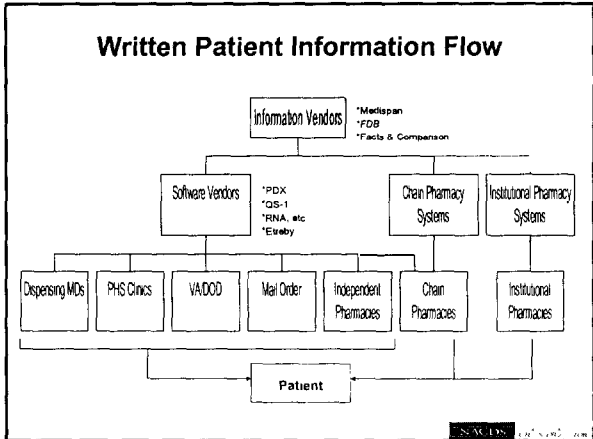 Written Patient Information Flow
Information Vendors
*Medispan
*FDB
*Facts & Comparison
Software Vendors
*PDX
*QS-1
*RNA, etc
*Etreby
Chain Pharmacy
Systems
Institutional Pharmacy
Systems
Dispensing MDs
PHS Clinics
VA/DOD
Mail Order
Independent
Pharmacies
Chain
Pharmacies
Institutional
Pharmacies
Patient
NACDS